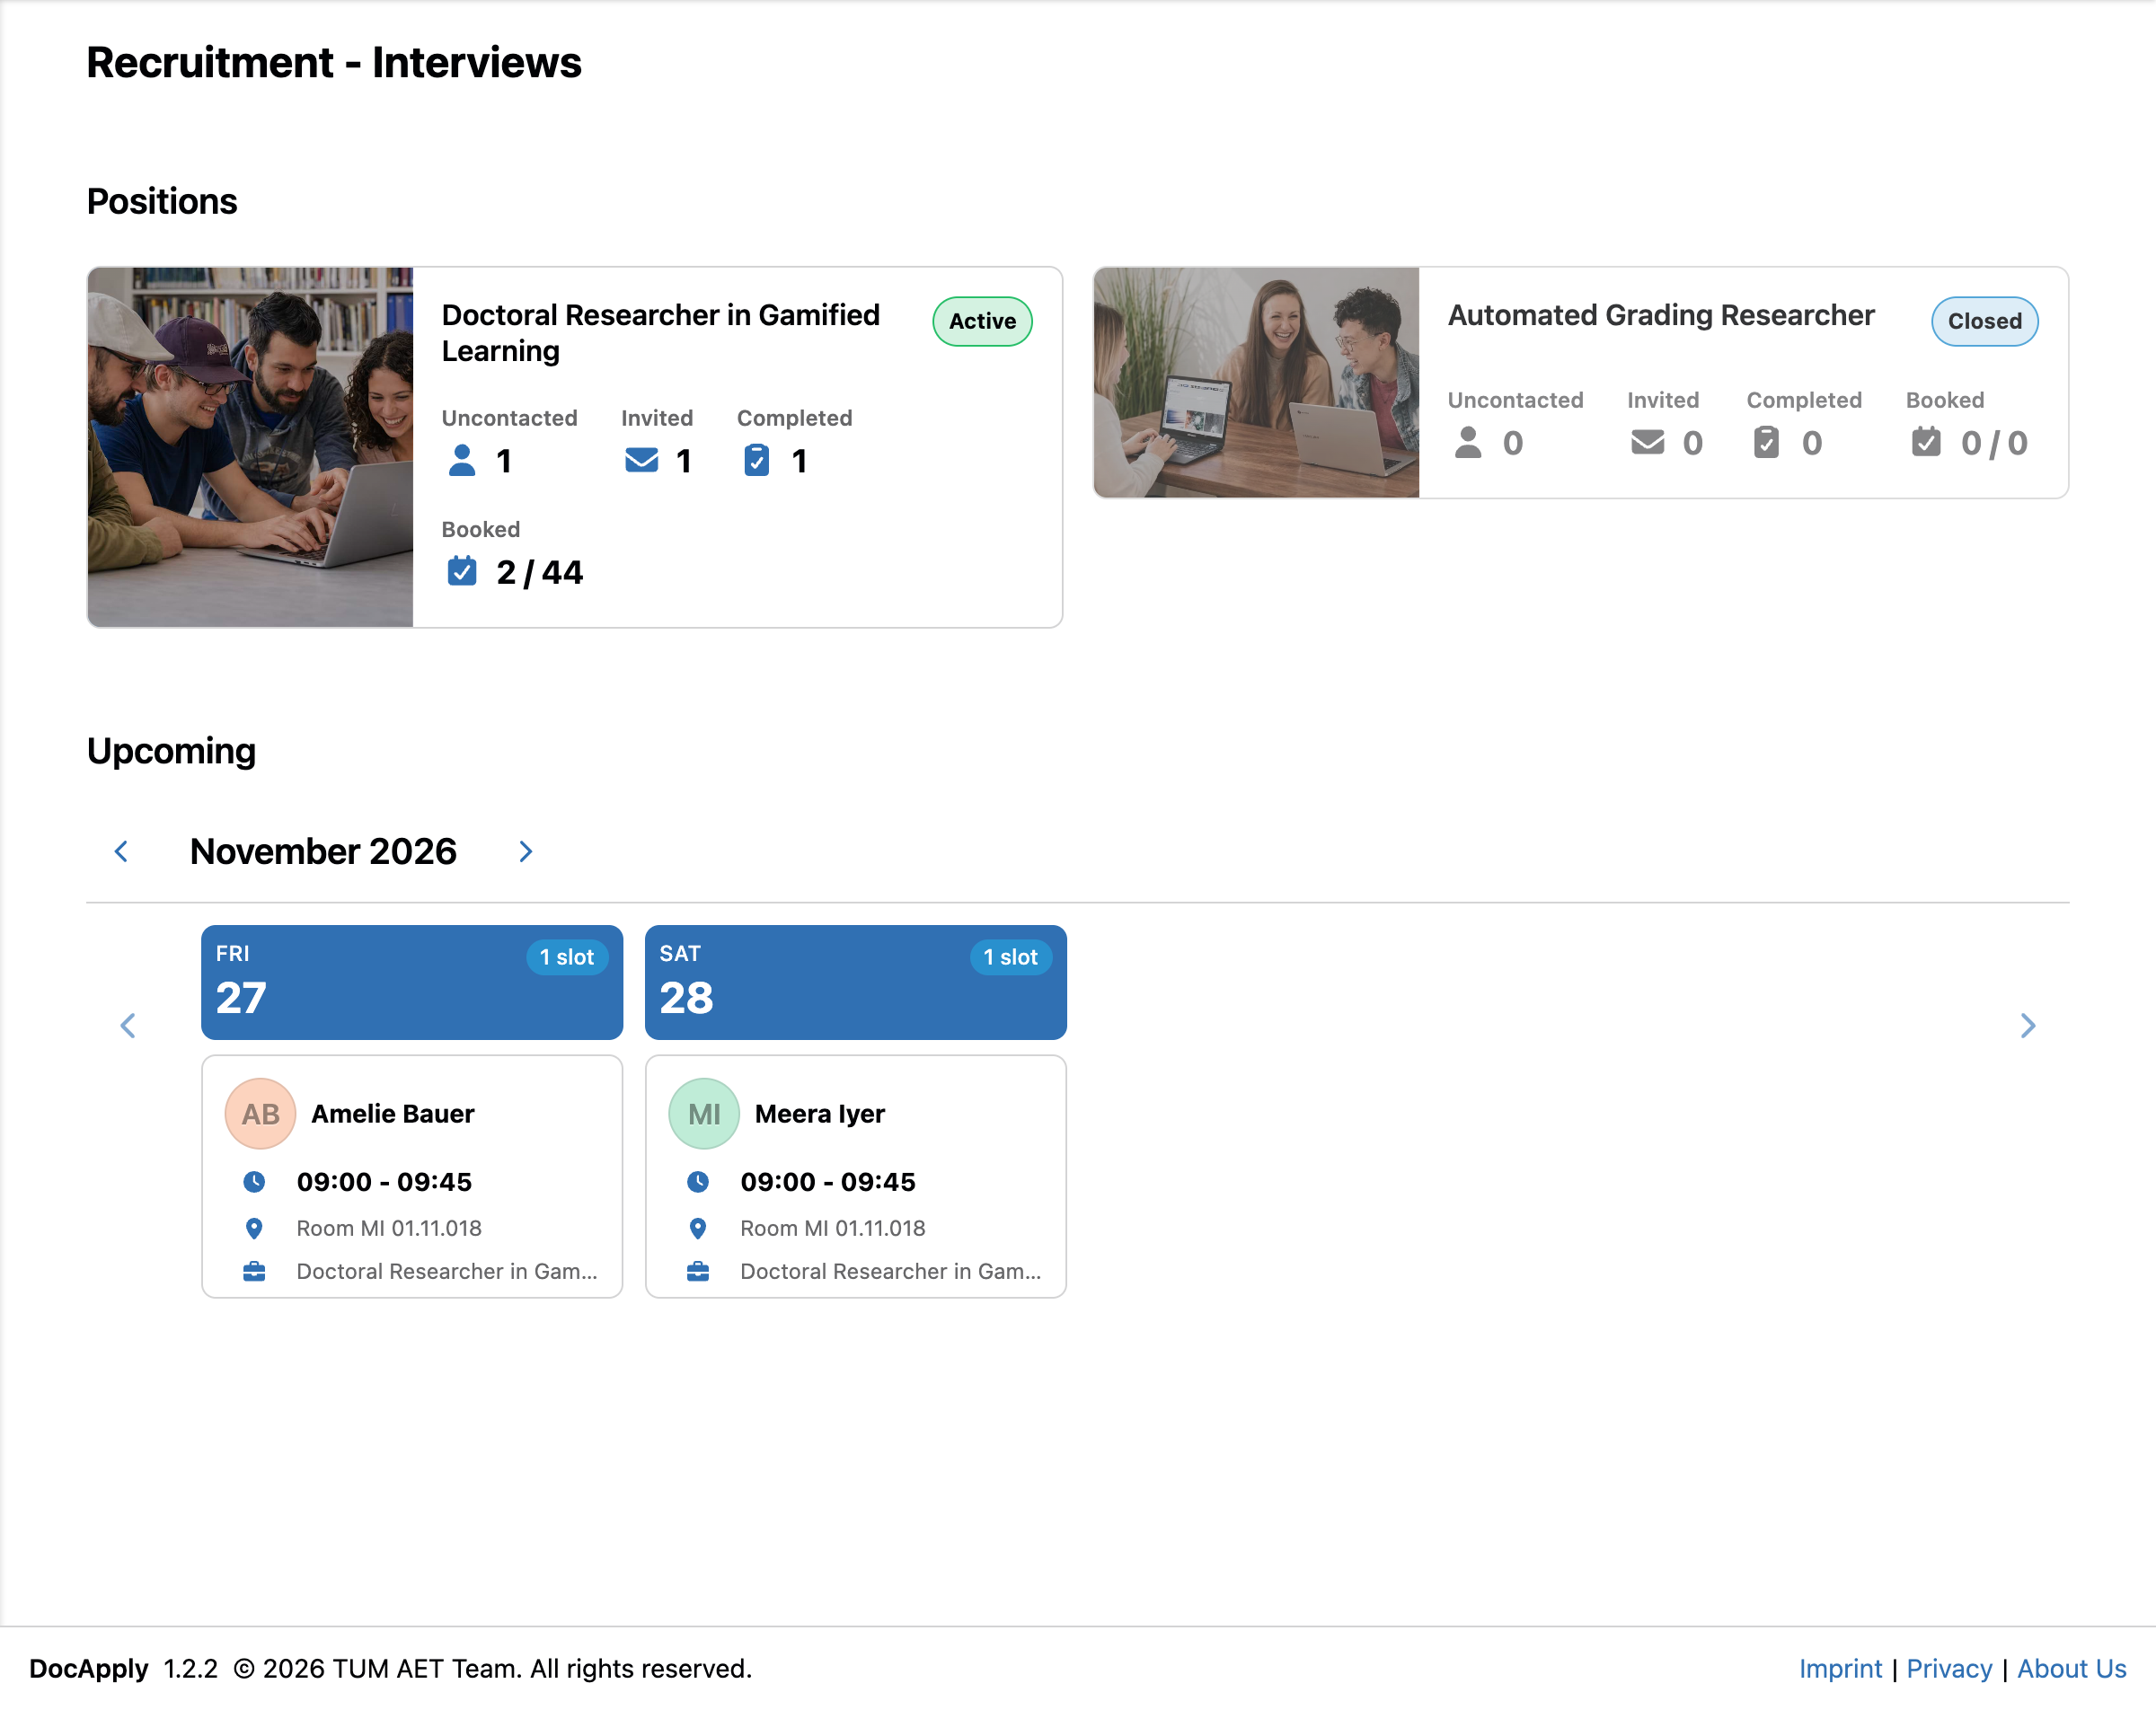 Recruitment - Interviews
Positions
Doctoral Researcher in Gamified
Learning
Active
Uncontacted
Invited
Completed
1
1
1
Booked
2 / 44
Automated Grading Researcher
Closed
Uncontacted
Invited
Completed
Booked
0
0
0
0 / 0
Upcoming
November 2026
FRI
1 slot
27
SAT
1 slot
28
AB
Amelie Bauer
09:00 - 09:45
Room MI 01.11.018
Doctoral Researcher in Gam...
MI
Meera Iyer
09:00 - 09:45
Room MI 01.11.018
Doctoral Researcher in Gam...
DocApply 1.2.2 © 2026 TUM AET Team. All rights reserved.
Imprint | Privacy | About Us